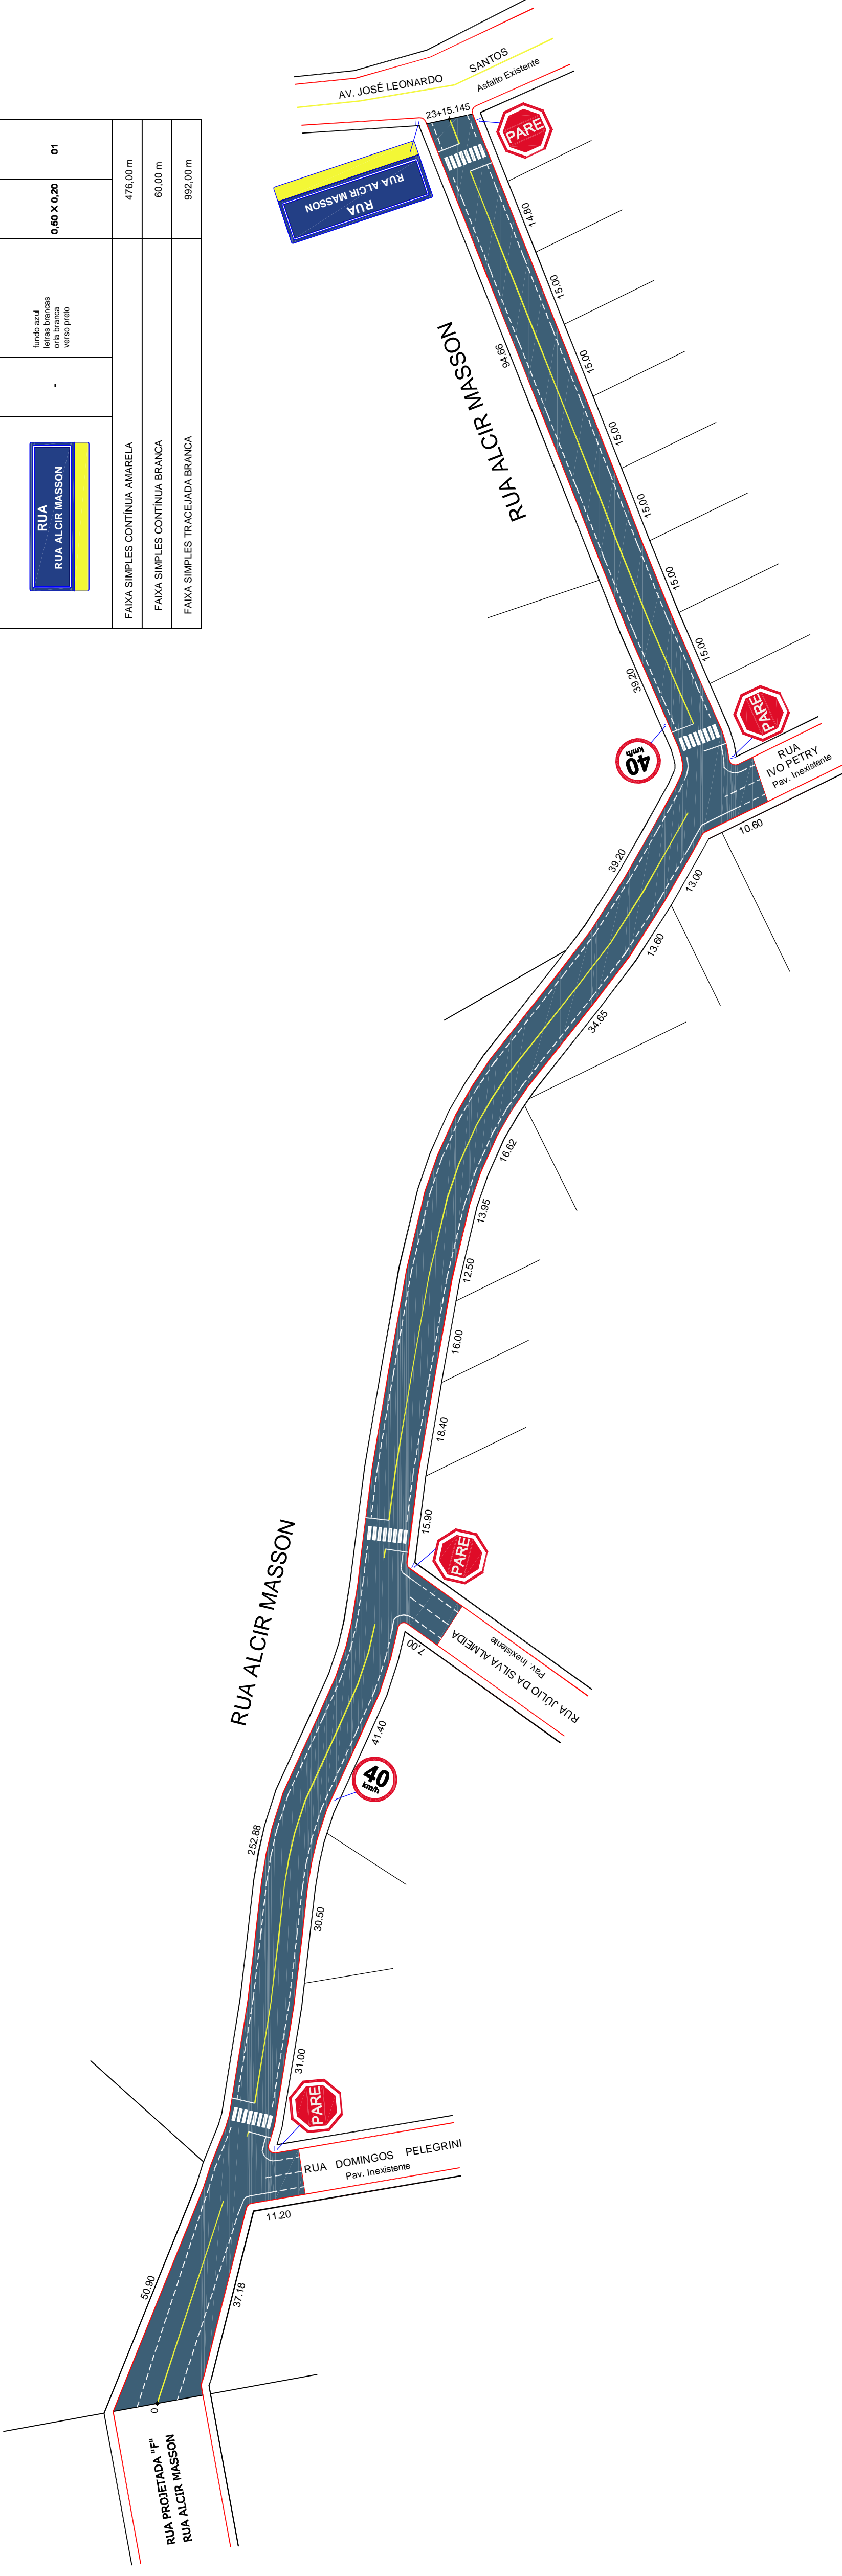 RUA
RUA ALCIR MASSON
-
fundo azul
letras brancas
orla branca
verso preto
0,50 X 0,20
01
FAIXA SIMPLES CONTÍNUA AMARELA
476,00 m
FAIXA SIMPLES CONTÍNUA BRANCA
60,00 m
FAIXA SIMPLES TRACEJADA BRANCA
992,00 m
AV. JOSÉ LEONARDO SANTOS
Asfalto Existente
23+15.145
PARE
RUA
RUA ALCIR MASSON
14.80
15.00
15.00
15.00
15.00
15.00
15.00
94.66
RUA ALCIR MASSON
39.20
PARE
40
km/h
RUA
IVO PETRY
Pav. Inexistente
10.60
39.20
13.00
13.60
34.65
16.62
13.95
12.50
16.00
18.40
15.90
PARE
RUA ALCIR MASSON
7.00
RUA JÚLIO DA SILVA ALMEIDA
Pav. Inexistente
41.40
40
km/h
252.88
30.50
31.00
PARE
RUA DOMINGOS PELEGRINI
Pav. Inexistente
11.20
50.90
37.18
0
RUA PROJETADA "F"
RUA ALCIR MASSON